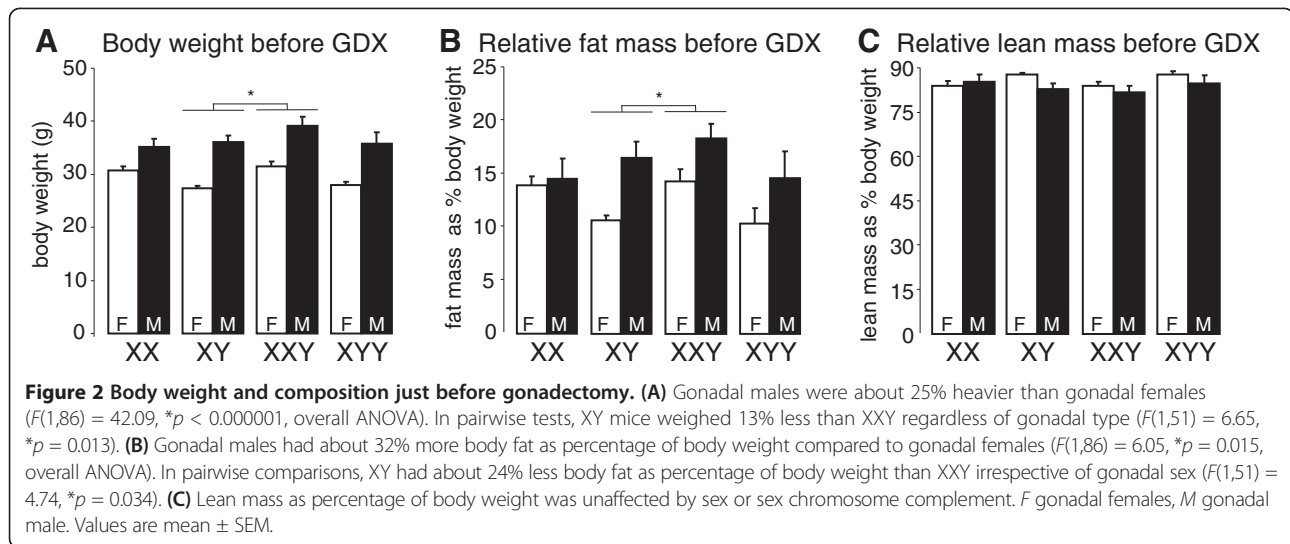 A Body weight before GDX
B Relative fat mass before GDX
C Relative lean mass before GDX
body weight (g)
50
40
30
20
10
0
F M F M F M F M
XX XY XXY XYY
*
fat mass as % body weight
25
20
15
10
5
0
F M F M F M F M
XX XY XXY XYY
*
lean mass as % body weight
90
75
60
45
30
15
0
F M F M F M F M
XX XY XXY XYY
Figure 2 Body weight and composition just before gonadectomy. (A) Gonadal males were about 25% heavier than gonadal females
(F(1,86) = 42.09, *p < 0.000001, overall ANOVA). In pairwise tests, XY mice weighed 13% less than XXY regardless of gonadal type (F(1,51) = 6.65,
*p = 0.013). (B) Gonadal males had about 32% more body fat as percentage of body weight compared to gonadal females (F(1,86) = 6.05, *p = 0.015,
overall ANOVA). In pairwise comparisons, XY had about 24% less body fat as percentage of body weight than XXY irrespective of gonadal sex (F(1,51) =
4.74, *p = 0.034). (C) Lean mass as percentage of body weight was unaffected by sex or sex chromosome complement. F gonadal females, M gonadal
male. Values are mean ± SEM.